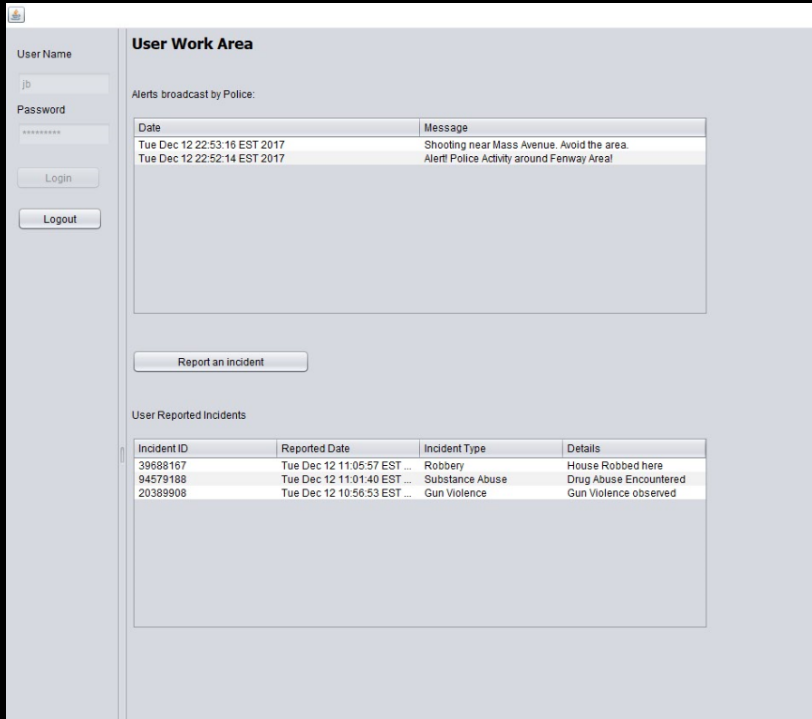 User Work Area
User Name
jb
Password
*********
Login
Logout
Alerts broadcast by Police:
Date Message
Tue Dec 12 22:53:16 EST 2017 Shooting near Mass Avenue. Avoid the area.
Tue Dec 12 22:52:14 EST 2017 Alert! Police Activity around Fenway Area!
Report an incident
User Reported Incidents
Incident ID Reported Date Incident Type Details
39688167 Tue Dec 12 11:05:57 EST ... Robbery House Robbed here
94579188 Tue Dec 12 11:01:40 EST ... Substance Abuse Drug Abuse Encountered
20389908 Tue Dec 12 10:56:53 EST ... Gun Violence Gun Violence observed